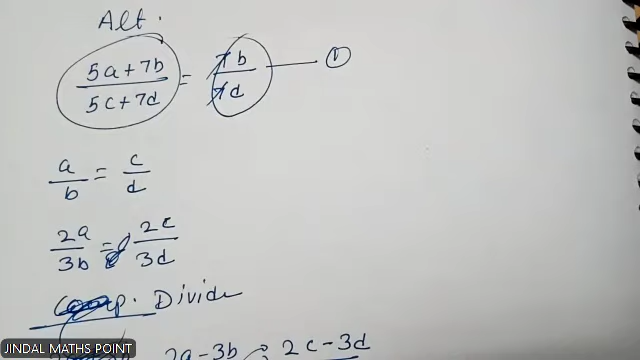 Alt.
5a+7b / 5c+7d = 7b / 7d — ①
a/b = c/d
2a/3b = 2c/3d
Divide
2a-3b 2c-3d
JINDAL MATHS POINT